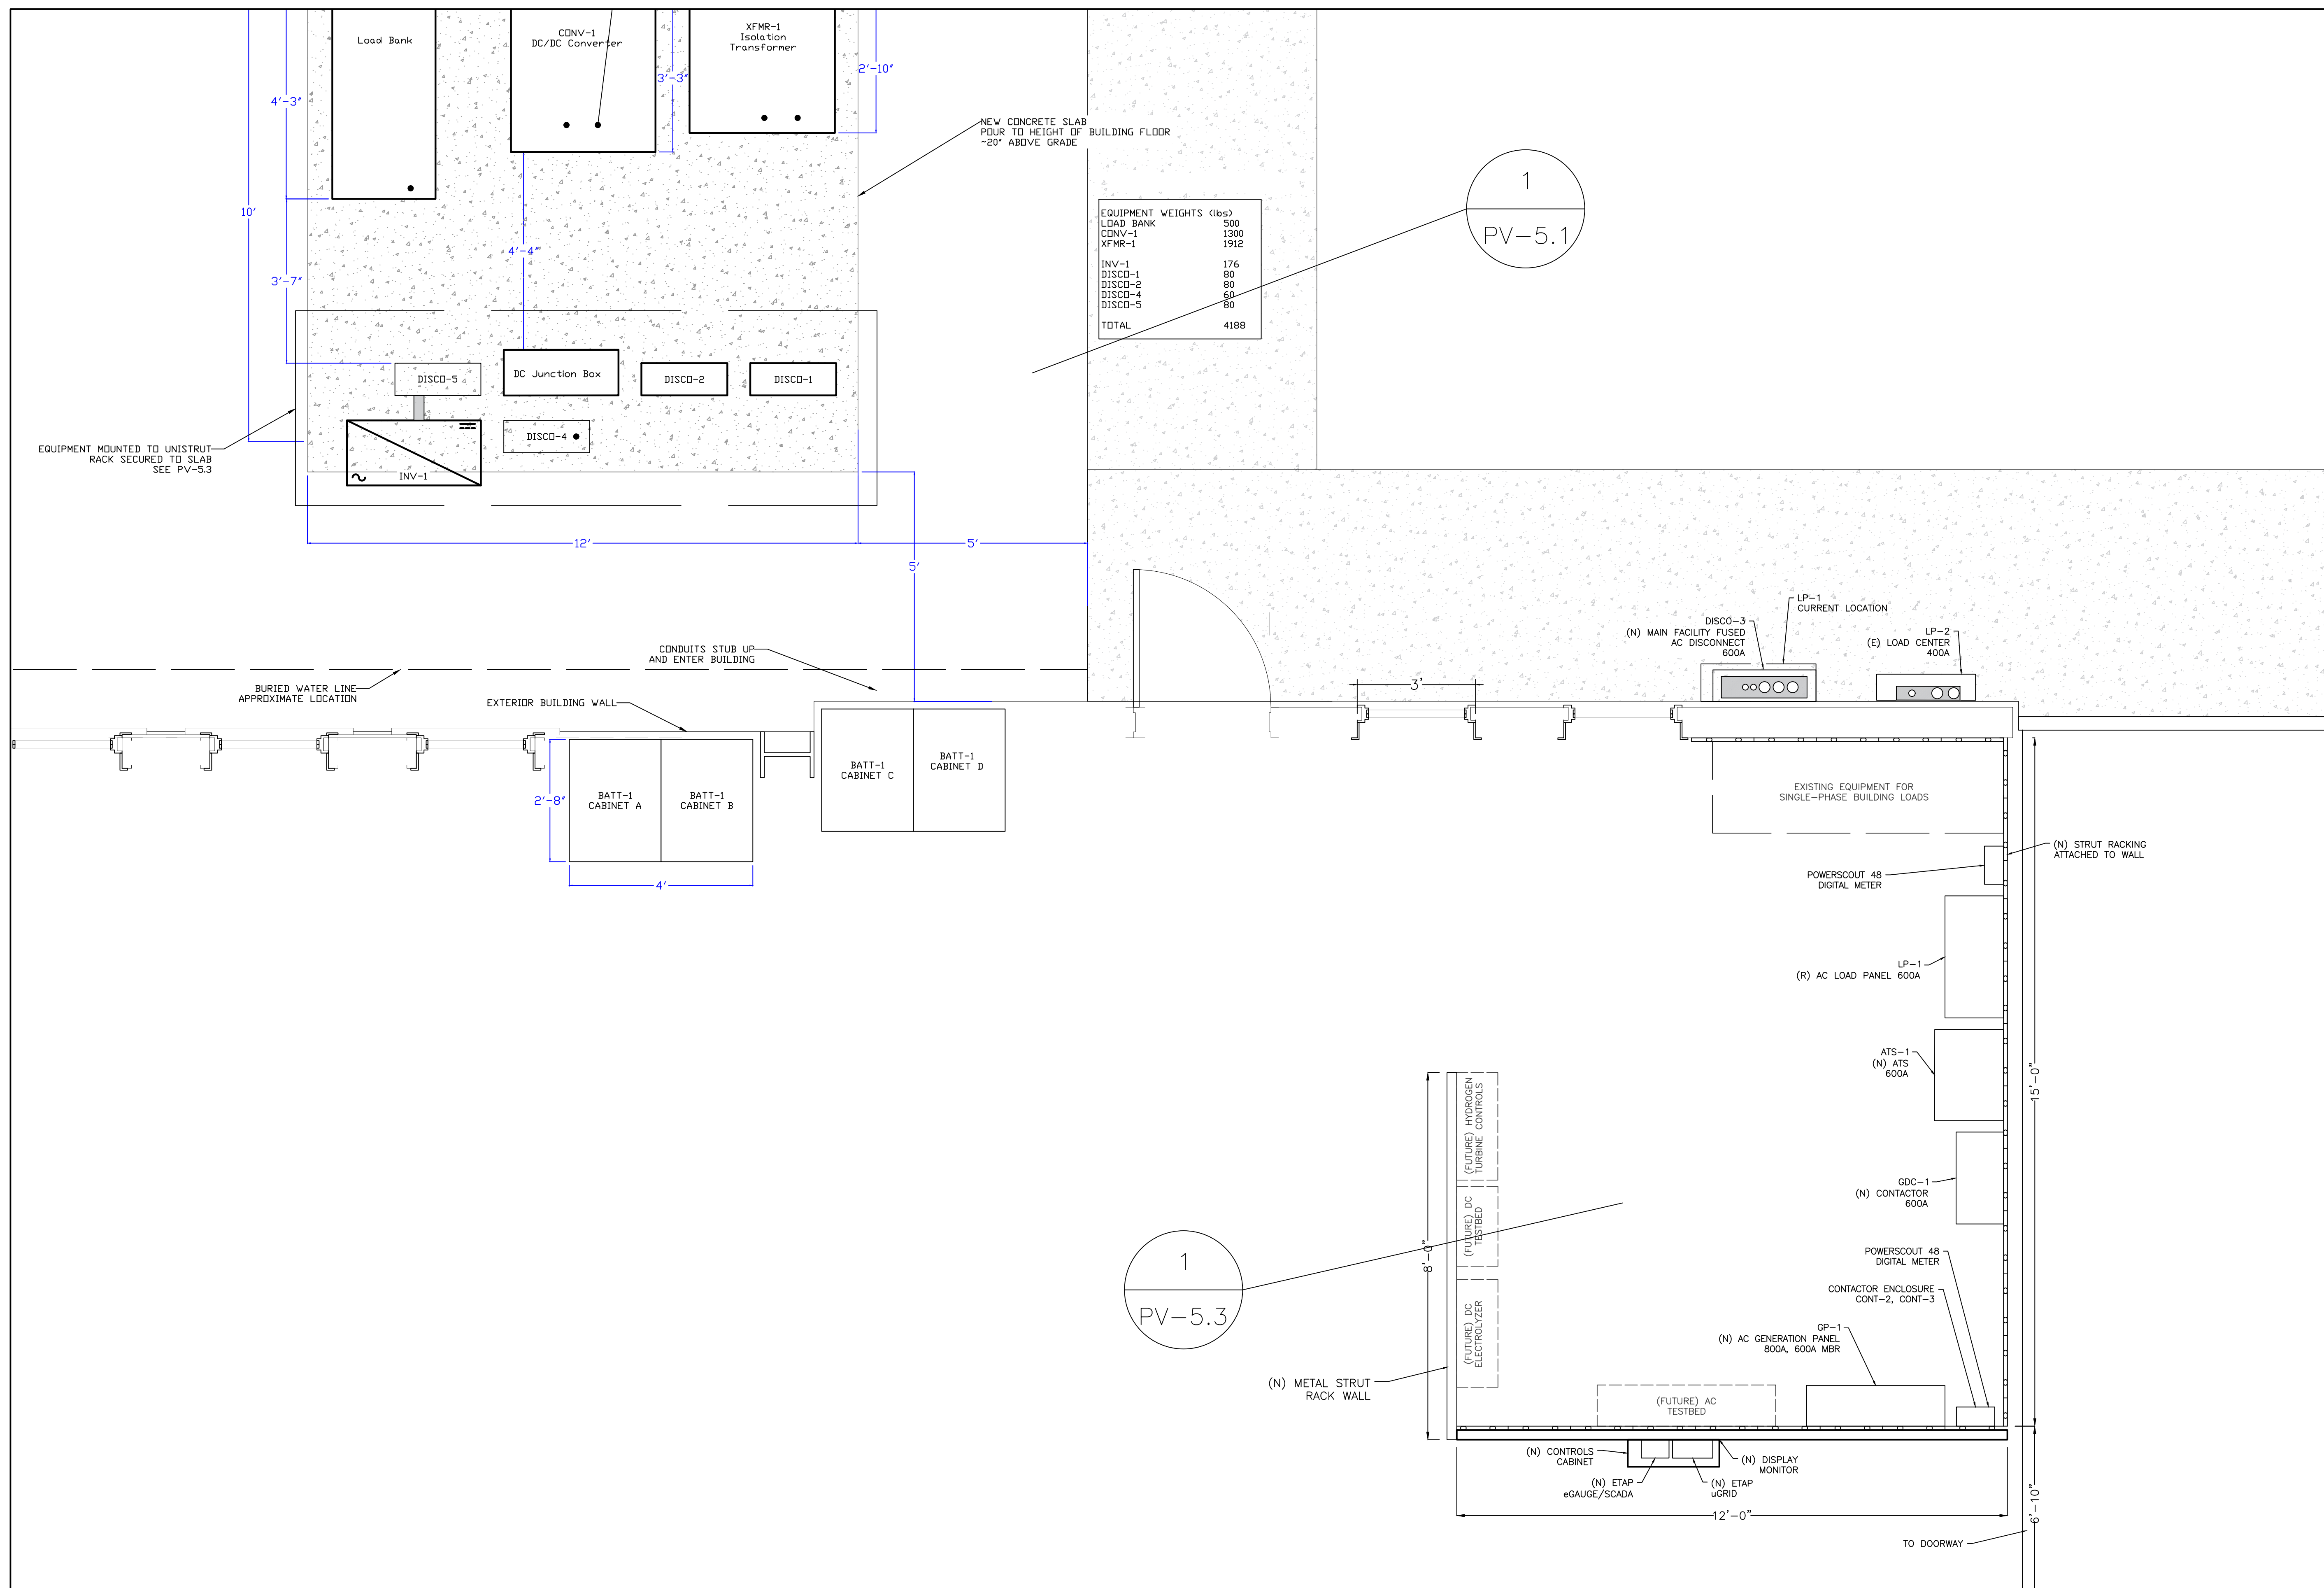 Load Bank
CONV-1
DC/DC Converter
XFMR-1
Isolation
Transformer
3'-3"
2'-10"
4'-3"
10'
4'-4"
3'-7"
NEW CONCRETE SLAB
POUR TO HEIGHT OF BUILDING FLOOR
~20" ABOVE GRADE
1
PV-5.1
EQUIPMENT WEIGHTS (lbs)
LOAD BANK 500
CONV-1 1300
XFMR-1 1912
INV-1 176
DISCO-1 80
DISCO-2 80
DISCO-4 60
DISCO-5 80
TOTAL 4188
DISCO-5
DC Junction Box
DISCO-2
DISCO-1
DISCO-4
INV-1
EQUIPMENT MOUNTED TO UNISTRUT
RACK SECURED TO SLAB
SEE PV-5.3
12'
5'
5'
CONDUITS STUB UP
AND ENTER BUILDING
BURIED WATER LINE
APPROXIMATE LOCATION
EXTERIOR BUILDING WALL
3'
LP-1
CURRENT LOCATION
DISCO-3
(N) MAIN FACILITY FUSED
AC DISCONNECT
600A
LP-2
(E) LOAD CENTER
400A
BATT-1
CABINET A
BATT-1
CABINET B
BATT-1
CABINET C
BATT-1
CABINET D
2'-8"
4'
EXISTING EQUIPMENT FOR
SINGLE-PHASE BUILDING LOADS
(N) STRUT RACKING
ATTACHED TO WALL
POWERSCOUT 48
DIGITAL METER
LP-1
(R) AC LOAD PANEL 600A
ATS-1
(N) ATS
600A
15'-0"
GDC-1
(N) CONTACTOR
600A
(FUTURE) HYDROGEN
TURBINE CONTROLS
(FUTURE) DC
TESTBED
(FUTURE) DC
ELECTROLYZER
8'-0"
1
PV-5.3
POWERSCOUT 48
DIGITAL METER
CONTACTOR ENCLOSURE
CONT-2, CONT-3
GP-1
(N) AC GENERATION PANEL
800A, 600A MBR
(N) METAL STRUT
RACK WALL
(FUTURE) AC
TESTBED
(N) CONTROLS
CABINET
(N) DISPLAY
MONITOR
(N) ETAP
eGAUGE/SCADA
(N) ETAP
uGRID
12'-0"
6'-10"
TO DOORWAY